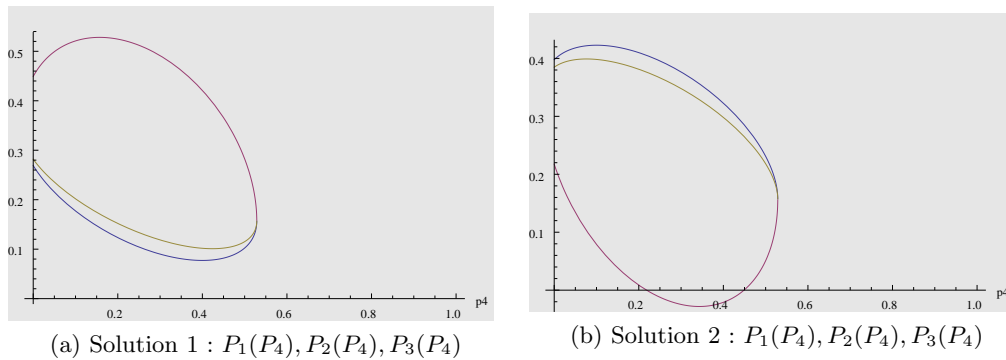 0.5
0.4
0.3
0.2
0.1
0.2 0.4 0.6 0.8 1.0 p4
(a) Solution 1 : P₁(P₄), P₂(P₄), P₃(P₄)
0.4
0.3
0.2
0.1
0.2 0.4 0.6 0.8 1.0 p4
(b) Solution 2 : P₁(P₄), P₂(P₄), P₃(P₄)